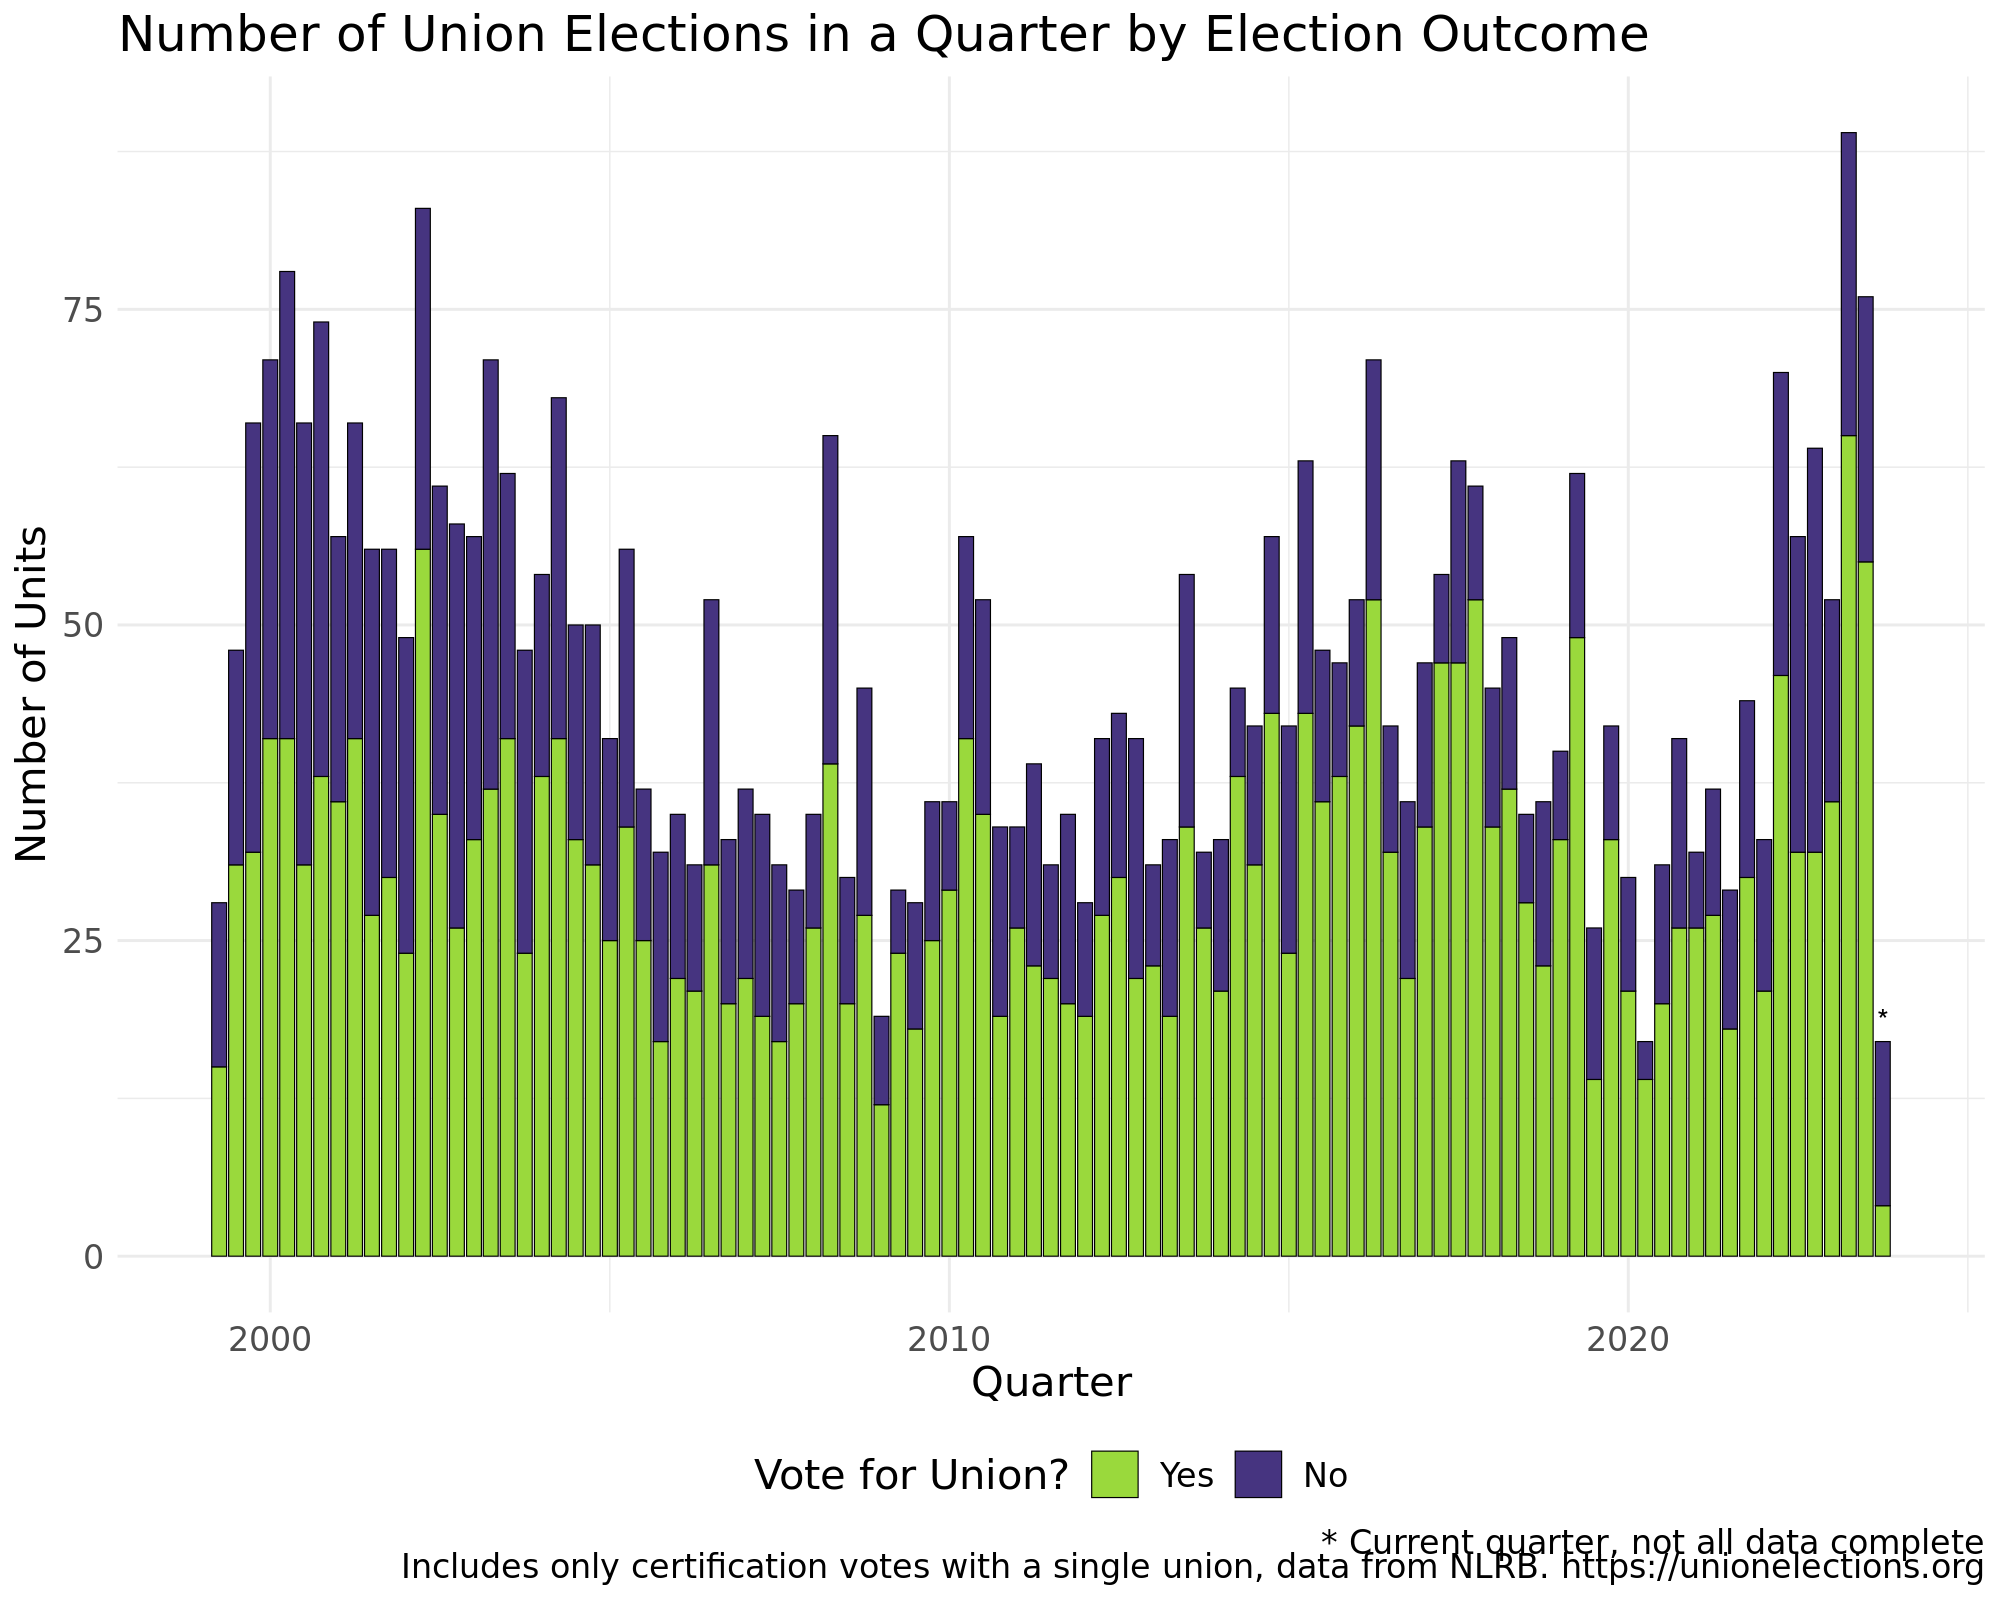 Number of Union Elections in a Quarter by Election Outcome
Number of Units
75
50
25
0
*
2000 2010 2020
Quarter
Vote for Union? Yes No
* Current quarter, not all data complete
Includes only certification votes with a single union, data from NLRB. https://unionelections.org